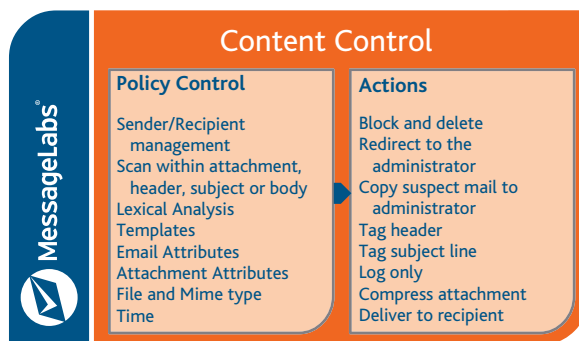 Content Control
MessageLabs®
Policy Control
Sender/Recipient
management
Scan within attachment,
header, subject or body
Lexical Analysis
Templates
Email Attributes
Attachment Attributes
File and Mime type
Time
Actions
Block and delete
Redirect to the
administrator
Copy suspect mail to
administrator
Tag header
Tag subject line
Log only
Compress attachment
Deliver to recipient